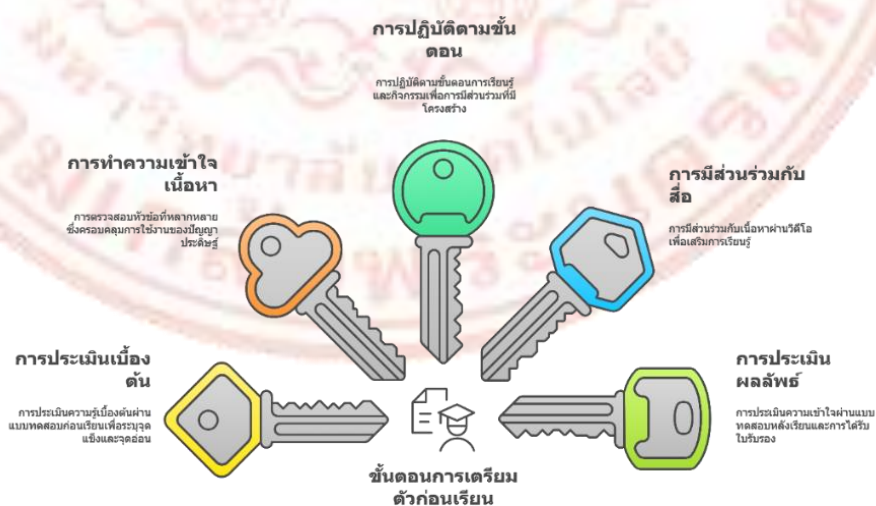 การปฏิบัติตามขั้น
ตอน
การปฏิบัติตามขั้นตอนการเรียนรู้
และกิจกรรมเพื่อการมีส่วนร่วมที่มี
โครงสร้าง
การทำความเข้าใจ
เนื้อหา
การตรวจสอบหัวข้อที่หลากหลาย
ซึ่งครอบคลุมการใช้งานของปัญญา
ประดิษฐ์
การมีส่วนร่วมกับ
สื่อ
การมีส่วนร่วมกับเนื้อหาผ่านวิดีโอ
เพื่อเสริมการเรียนรู้
การประเมินเบื้อง
ต้น
การประเมินความรู้เบื้องต้นผ่าน
แบบทดสอบก่อนเรียนเพื่อระบุจุด
แข็งและจุดอ่อน
การประเมิน
ผลลัพธ์
การประเมินความเข้าใจผ่านแบบ
ทดสอบหลังเรียนและการได้รับ
ใบรับรอง
ขั้นตอนการเตรียม
ตัวก่อนเรียน